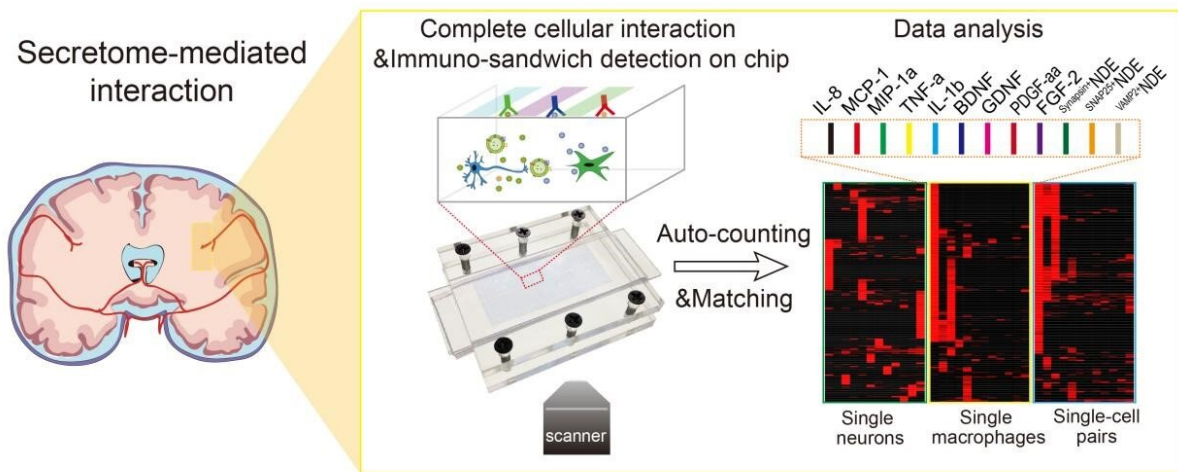 Secretome-mediated
interaction
Complete cellular interaction
&Immuno-sandwich detection on chip
Data analysis
IL-8
MCP-1
MIP-1a
TNF-a
IL-1b
BDNF
GDNF
PDGF-aa
FGF-2
Synapsin+NDE
SNAP25+NDE
VAMP2+NDE
Auto-counting
&Matching
scanner
Single
neurons
Single
macrophages
Single-cell
pairs